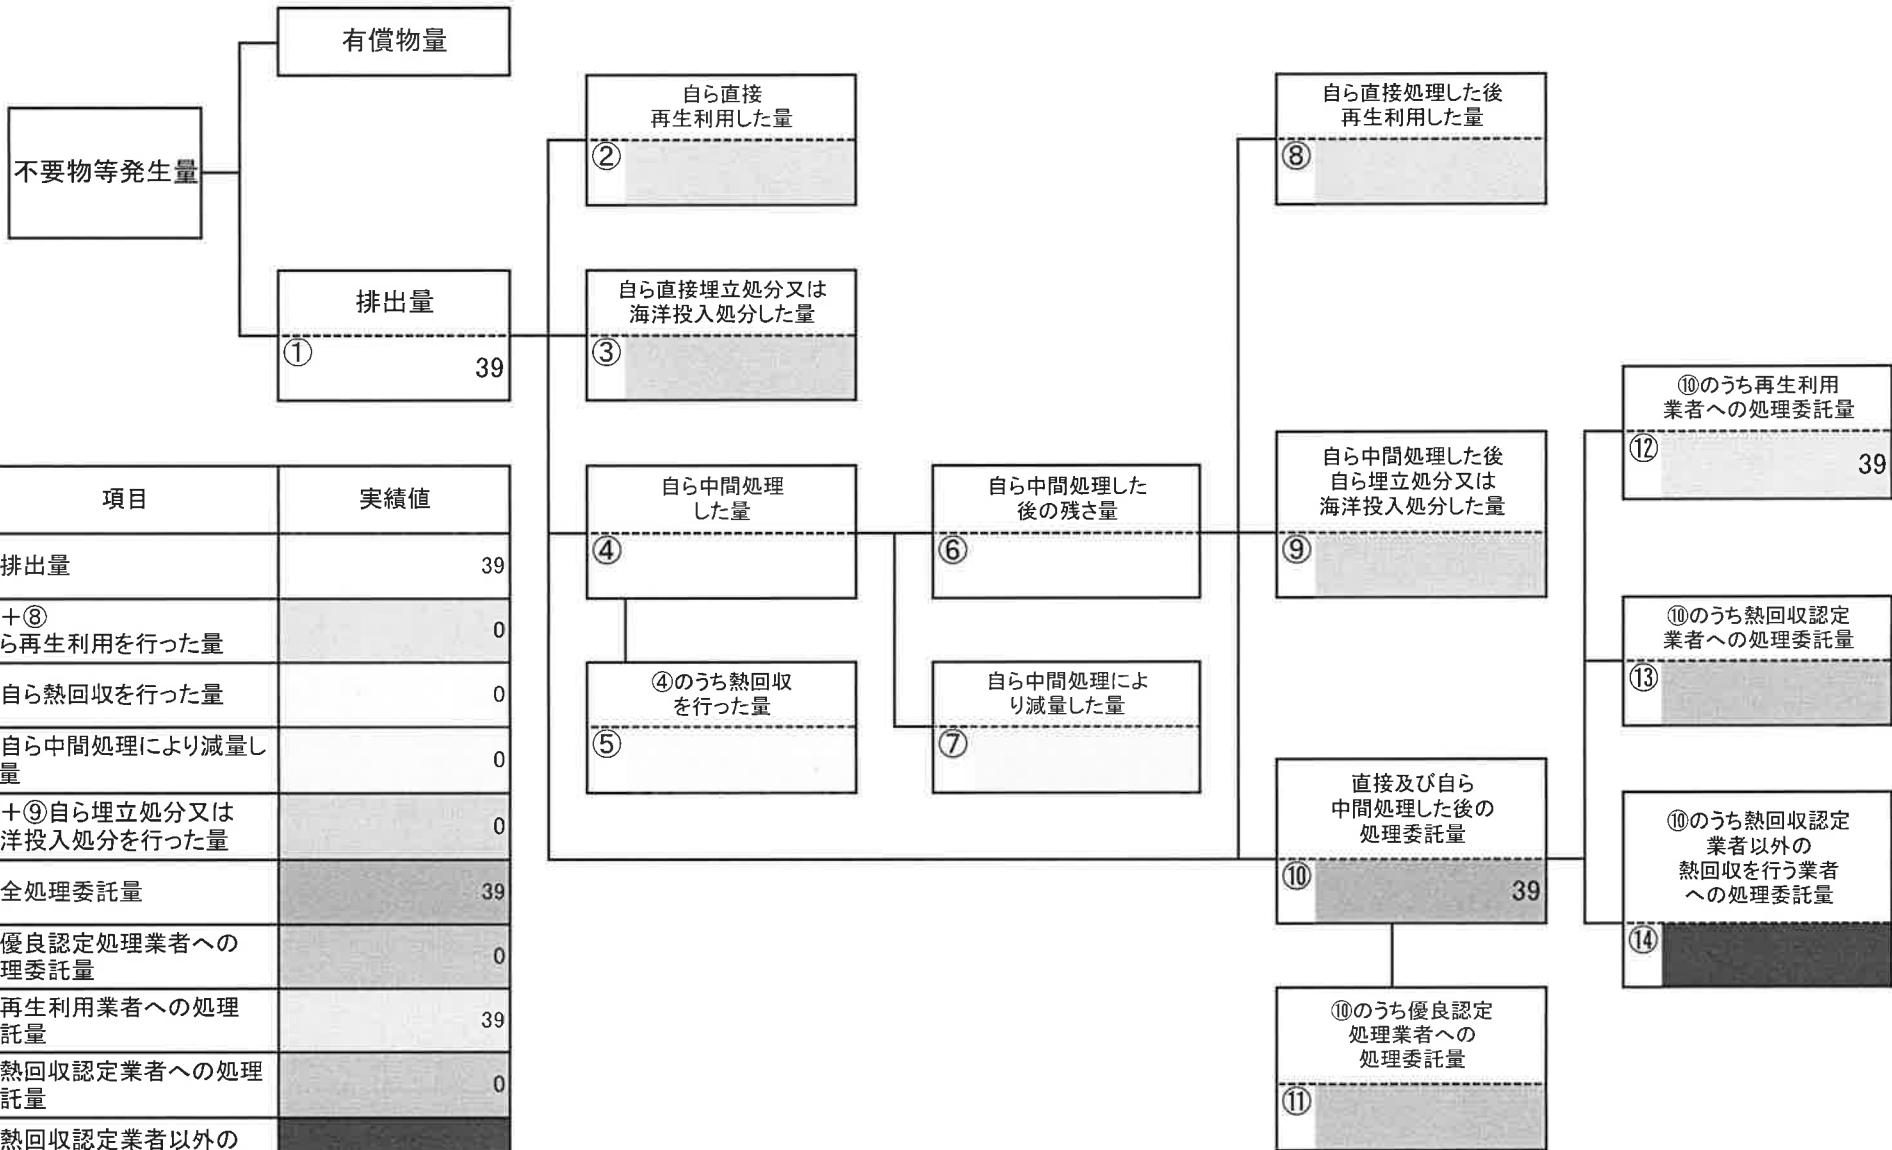 有償物量
不要物等発生量
排出量
①
39
自ら直接
再生利用した量
②
自ら直接埋立処分又は
海洋投入処分した量
③
自ら中間処理
した量
④
④のうち熱回収
を行った量
⑤
自ら中間処理した
後の残さ量
⑥
自ら中間処理によ
り減量した量
⑦
自ら直接処理した後
再生利用した量
⑧
自ら中間処理した後
自ら埋立処分又は
海洋投入処分した量
⑨
直接及び自ら
中間処理した後の
処理委託量
⑩
39
⑩のうち優良認定
処理業者への
処理委託量
⑪
⑩のうち再生利用
業者への処理委託量
⑫
39
⑩のうち熱回収認定
業者への処理委託量
⑬
⑩のうち熱回収認定
業者以外の
熱回収を行う業者
への処理委託量
⑭
項目 実績値
排出量 39
+⑧
ら再生利用を行った量 0
自ら熱回収を行った量 0
自ら中間処理により減量し
量 0
+⑨自ら埋立処分又は
洋投入処分を行った量 0
全処理委託量 39
優良認定処理業者への
理委託量 0
再生利用業者への処理
託量 39
熱回収認定業者への処理
託量 0
熱回収認定業者以外の